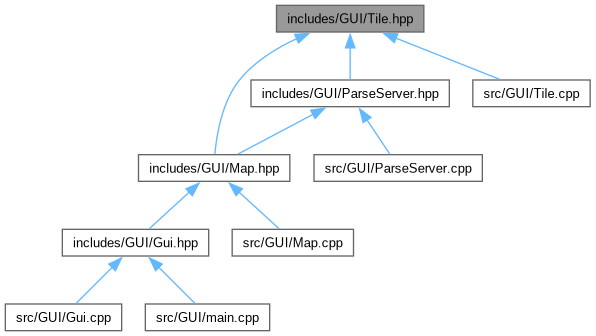 includes/GUI/Tile.hpp
includes/GUI/ParseServer.hpp
src/GUI/Tile.cpp
includes/GUI/Map.hpp
src/GUI/ParseServer.cpp
includes/GUI/Gui.hpp
src/GUI/Map.cpp
src/GUI/Gui.cpp
src/GUI/main.cpp